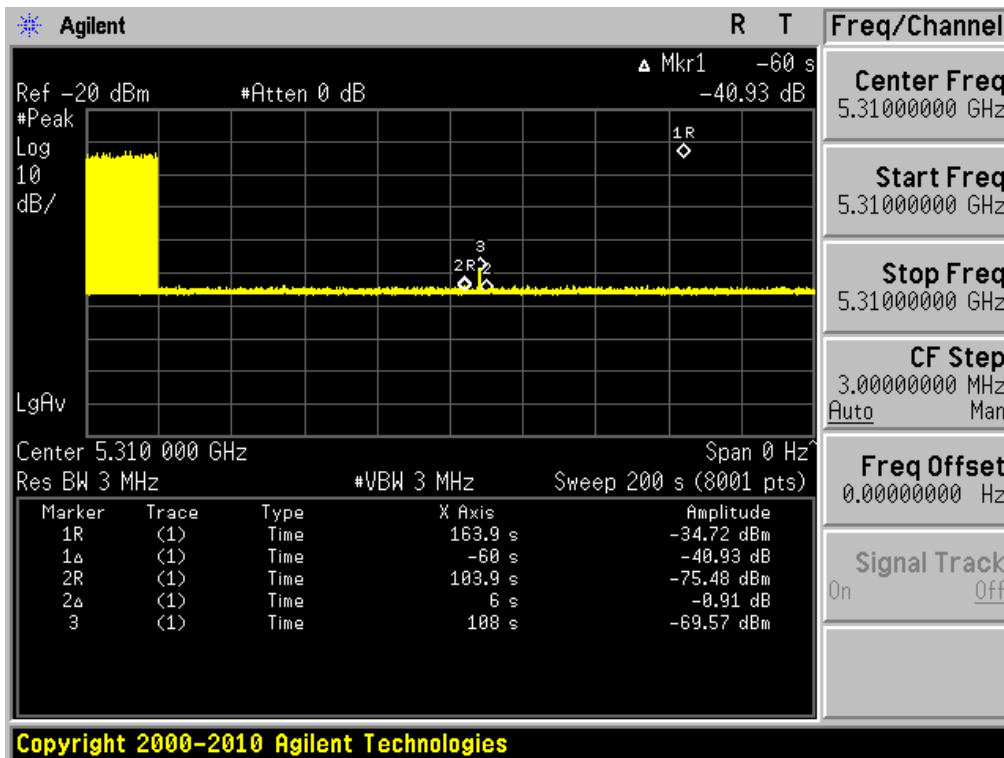 Agilent R T Freq/Channel
Δ Mkr1 -60 s
Ref -20 dBm #Atten 0 dB -40.93 dB
#Peak
Log
10
dB/
1R
3
2R 2
LgAv
Center 5.310 000 GHz Span 0 Hz^
Res BW 3 MHz #VBW 3 MHz Sweep 200 s (8001 pts)
Marker Trace Type X Axis Amplitude
1R (1) Time 163.9 s -34.72 dBm
1Δ (1) Time -60 s -40.93 dB
2R (1) Time 103.9 s -75.48 dBm
2Δ (1) Time 6 s -0.91 dB
3 (1) Time 108 s -69.57 dBm
Center Freq
5.31000000 GHz
Start Freq
5.31000000 GHz
Stop Freq
5.31000000 GHz
CF Step
3.00000000 MHz
Auto Man
Freq Offset
0.00000000 Hz
Signal Track
On Off
Copyright 2000-2010 Agilent Technologies